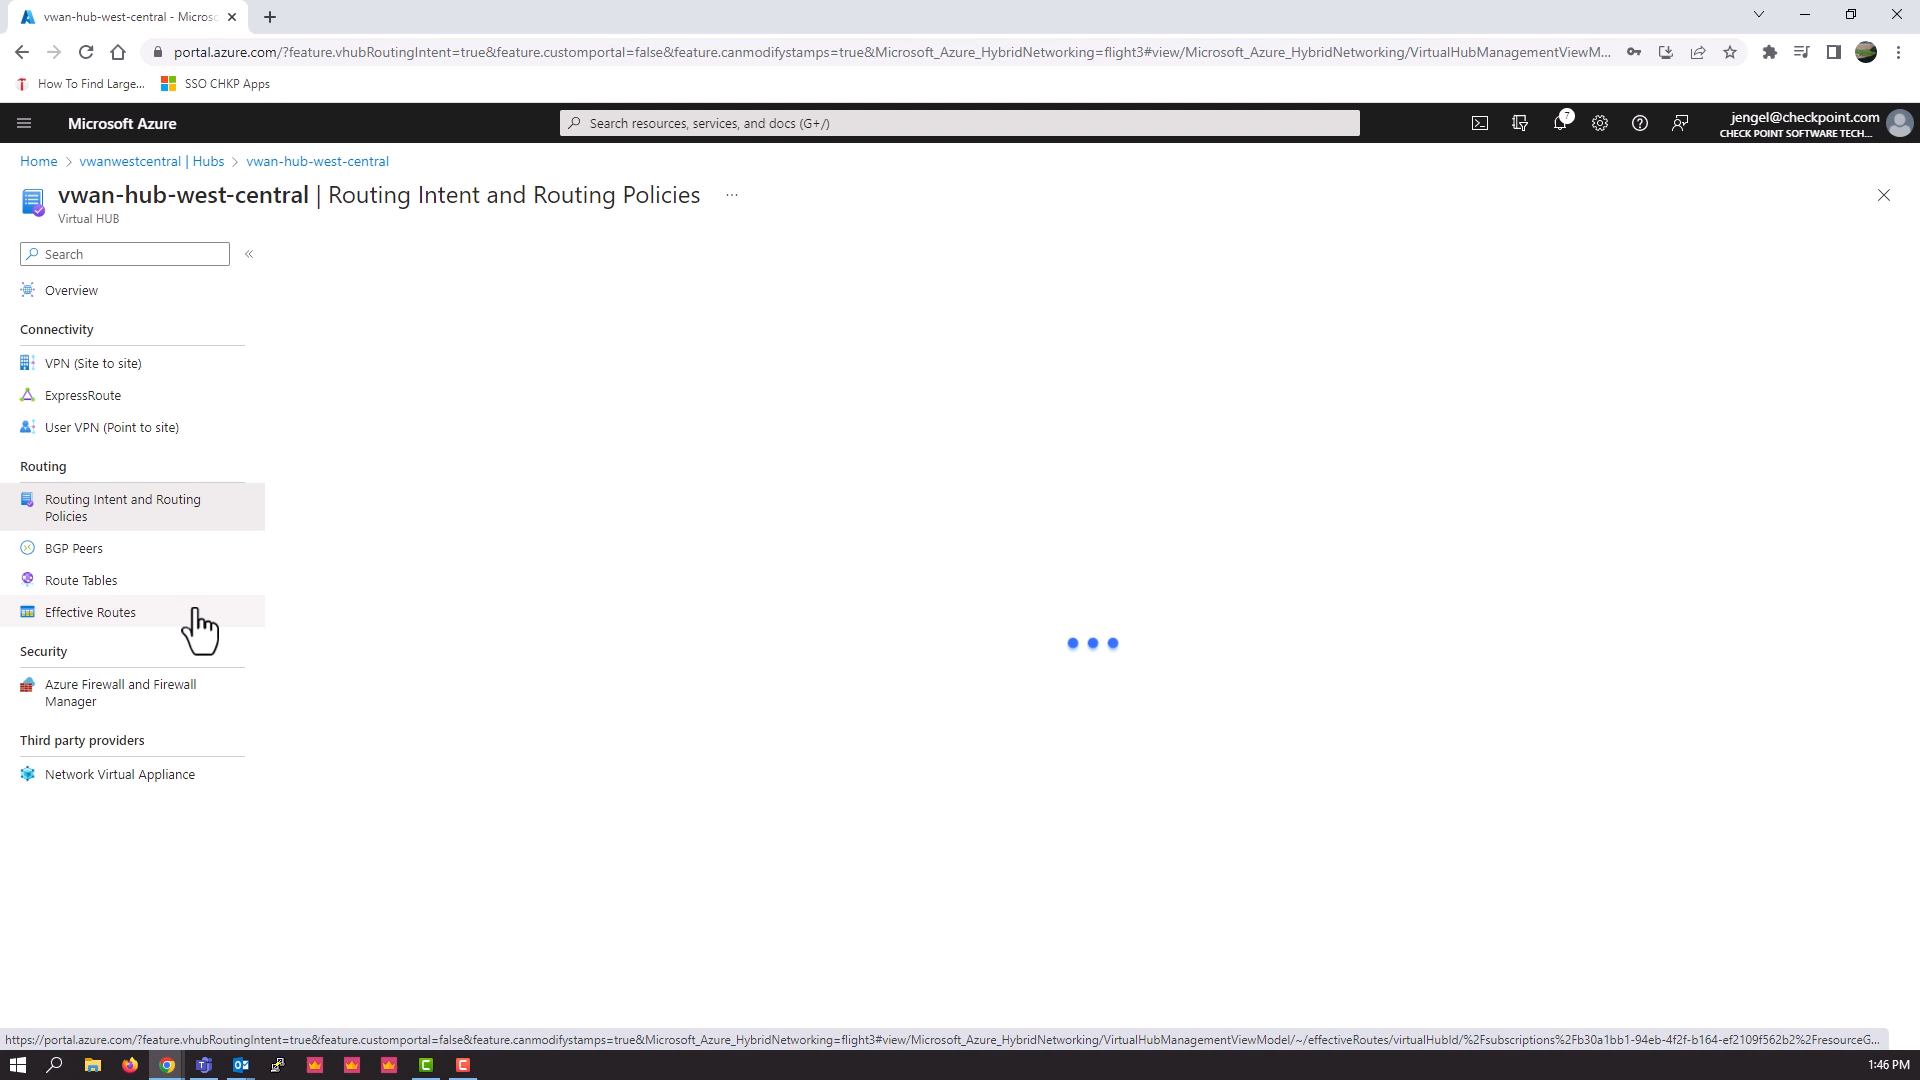 vwan-hub-west-central - Microso
portal.azure.com/?feature.vhubRoutingIntent=true&feature.customportal=false&feature.canmodifystamps=true&Microsoft_Azure_HybridNetworking=flight3#view/Microsoft_Azure_HybridNetworking/VirtualHubManagementViewM...
How To Find Large...
SSO CHKP Apps
Microsoft Azure
Search resources, services, and docs (G+/)
7
jengel@checkpoint.com
CHECK POINT SOFTWARE TECH...
Home > vwanwestcentral | Hubs > vwan-hub-west-central
vwan-hub-west-central | Routing Intent and Routing Policies ...
Virtual HUB
Search
«
Overview
Connectivity
VPN (Site to site)
ExpressRoute
User VPN (Point to site)
Routing
Routing Intent and Routing
Policies
BGP Peers
Route Tables
Effective Routes
Security
Azure Firewall and Firewall
Manager
Third party providers
Network Virtual Appliance
https://portal.azure.com/?feature.vhubRoutingIntent=true&feature.customportal=false&feature.canmodifystamps=true&Microsoft_Azure_HybridNetworking=flight3#view/Microsoft_Azure_HybridNetworking/VirtualHubManagementViewModel/~/effectiveRoutes/virtualHubId/%2Fsubscriptions%2Fb30a1bb1-94eb-4f2f-b164-ef2109f562b2%2FresourceG...
1:46 PM